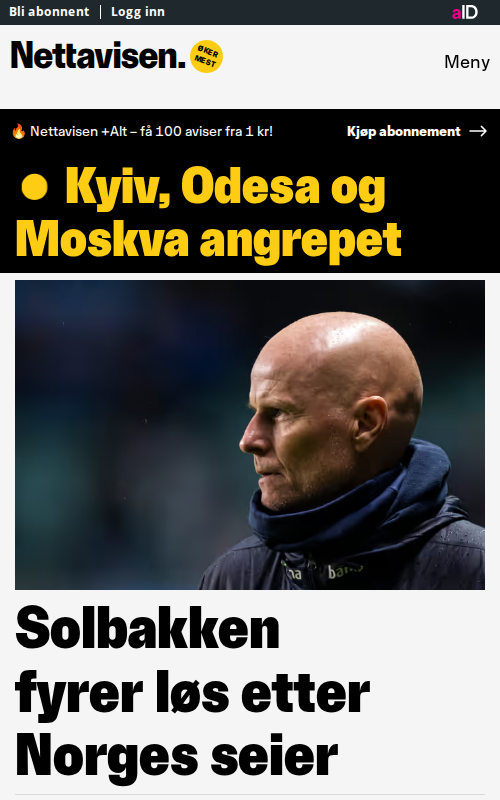 Bli abonnent | Logg inn
aID
Nettavisen.
ØKER
MEST
Meny
🔥 Nettavisen +Alt – få 100 aviser fra 1 kr!
Kjøp abonnement →
Kyiv, Odesa og
Moskva angrepet
Solbakken
fyrer løs etter
Norges seier